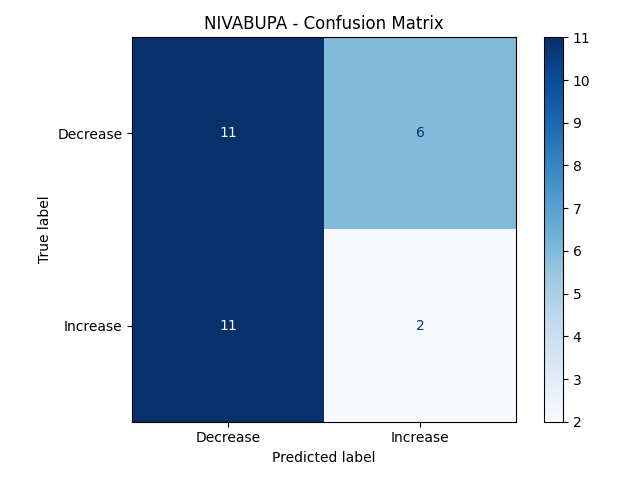 NIVABUPA - Confusion Matrix
True label
Decrease
Increase
11
6
11
2
Decrease
Increase
Predicted label
11
10
9
8
7
6
5
4
3
2